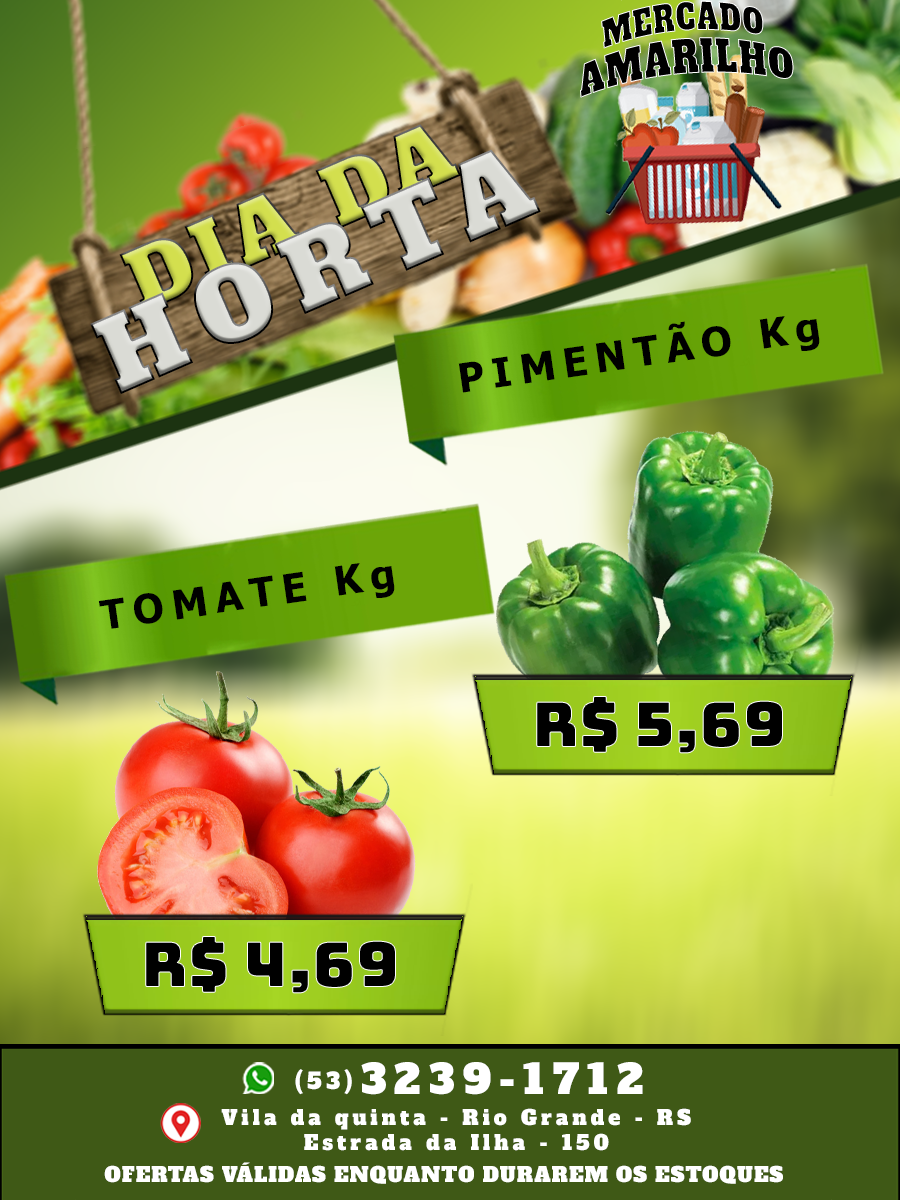 MERCADO
AMARILHO
DIA DA
HORTA
PIMENTÃO Kg
TOMATE Kg
R$ 5,69
R$ 4,69
(53) 3239-1712
Vila da quinta - Rio Grande - RS
Estrada da Ilha - 150
OFERTAS VÁLIDAS ENQUANTO DURAREM OS ESTOQUES